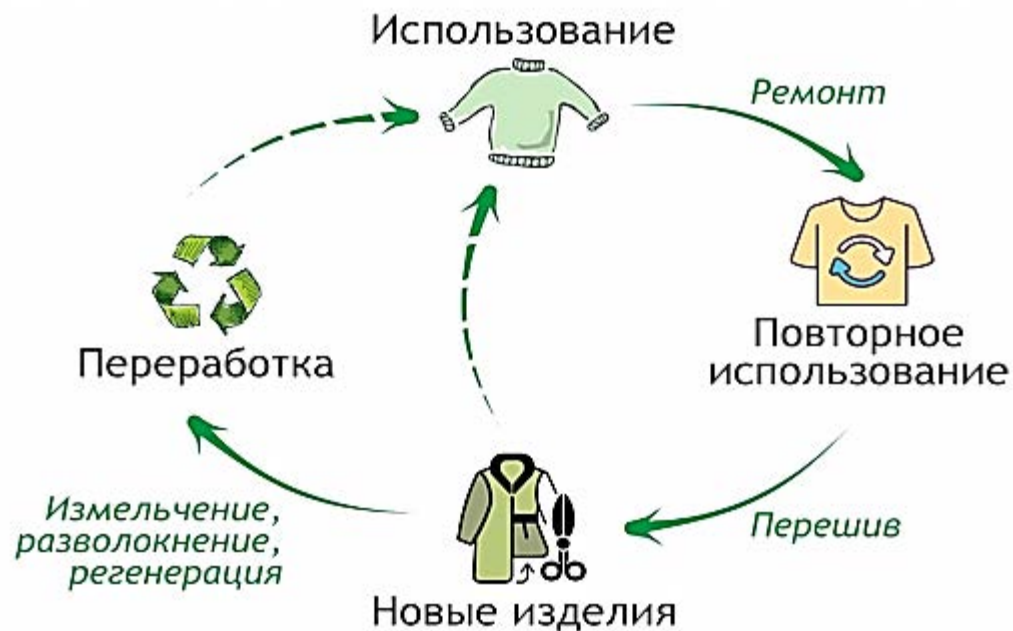 Использование
Ремонт
Повторное
использование
Перешив
Новые изделия
Измельчение,
разволокнение,
регенерация
Переработка